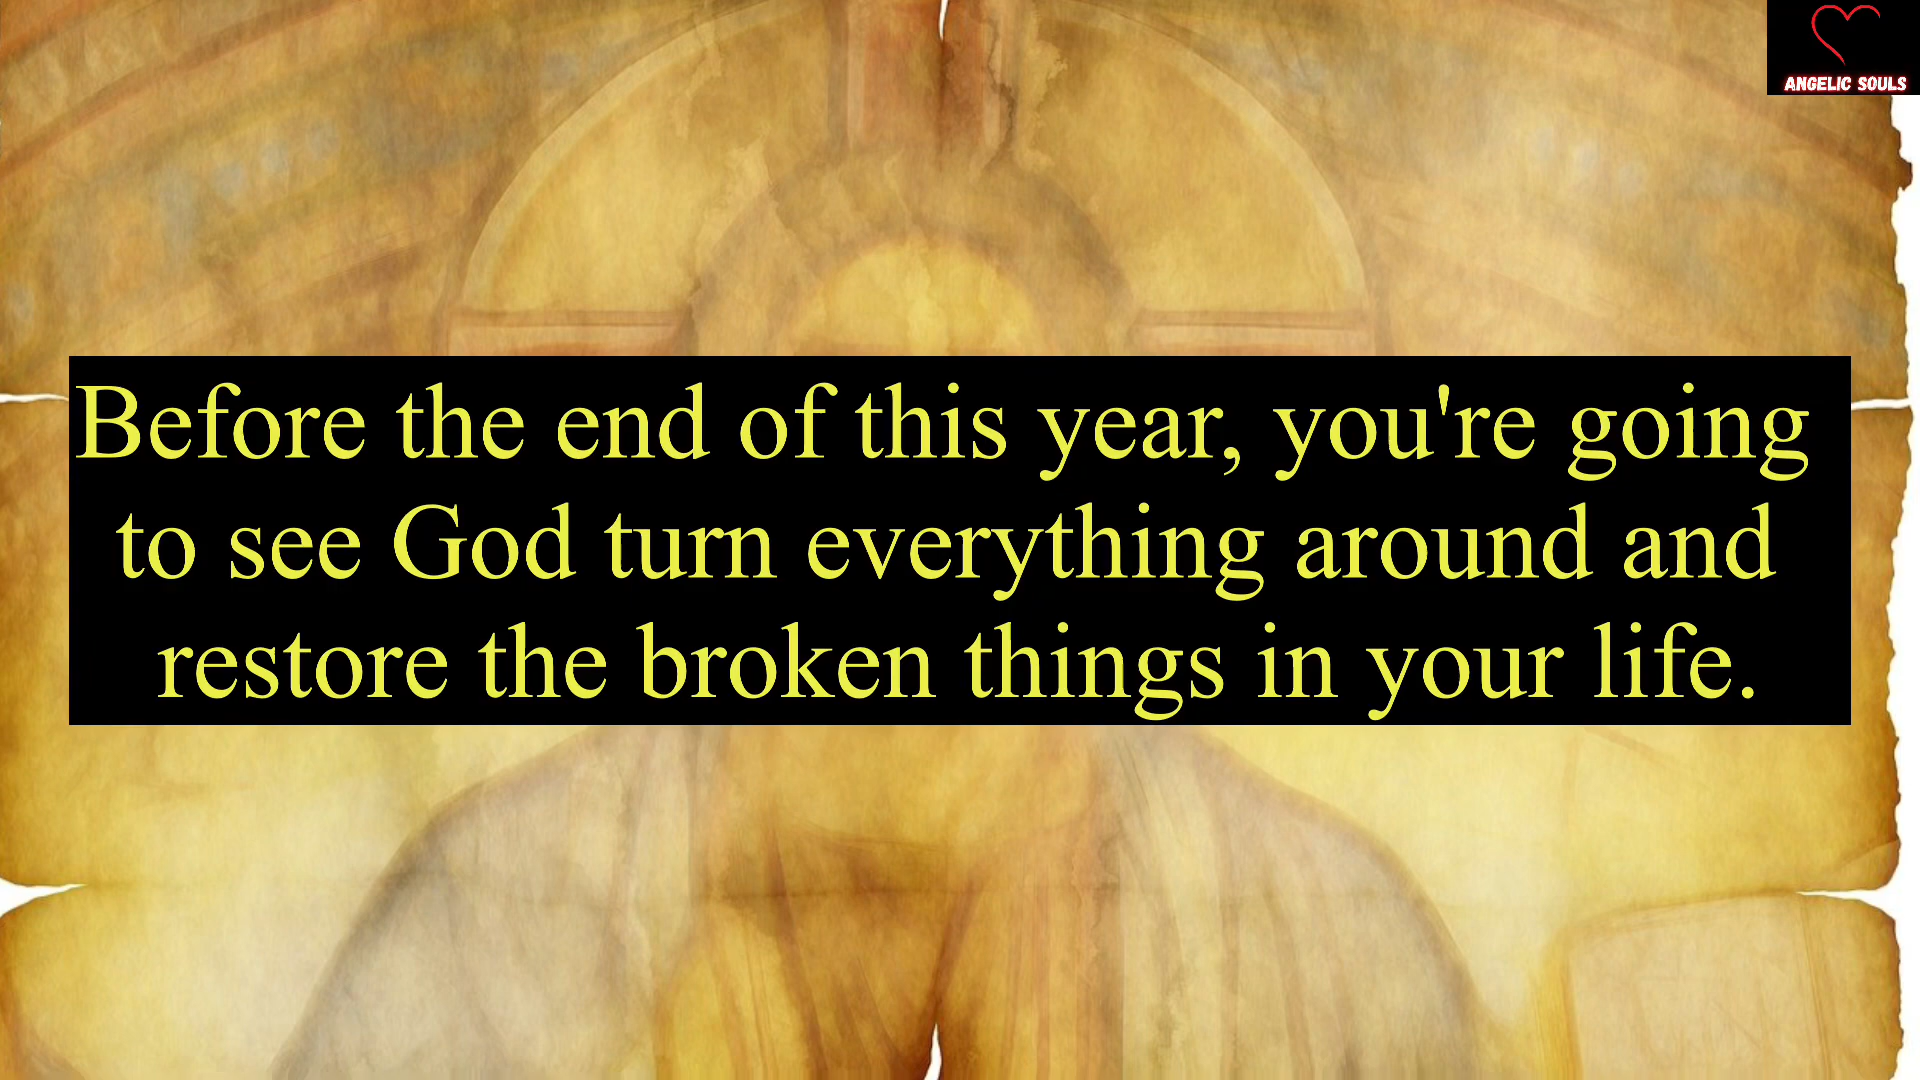 ANGELIC SOULS
Before the end of this year, you're going
to see God turn everything around and
restore the broken things in your life.